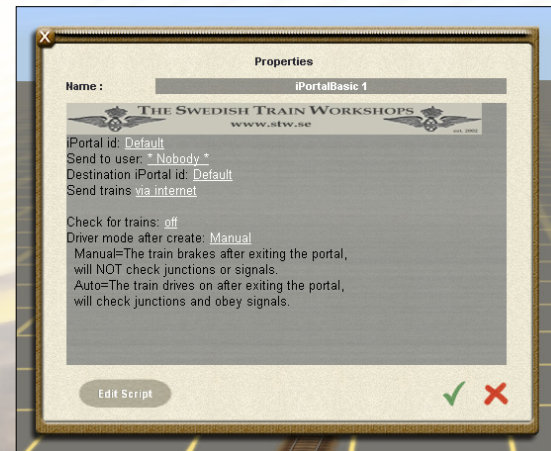 X
Properties
Name : iPortalBasic 1
THE SWEDISH TRAIN WORKSHOPS
www.stw.se
est. 2002
iPortal id: Default
Send to user: * Nobody *
Destination iPortal id: Default
Send trains via internet
Check for trains: off
Driver mode after create: Manual
Manual=The train brakes after exiting the portal,
will NOT check junctions or signals.
Auto=The train drives on after exiting the portal,
will check junctions and obey signals.
Edit Script